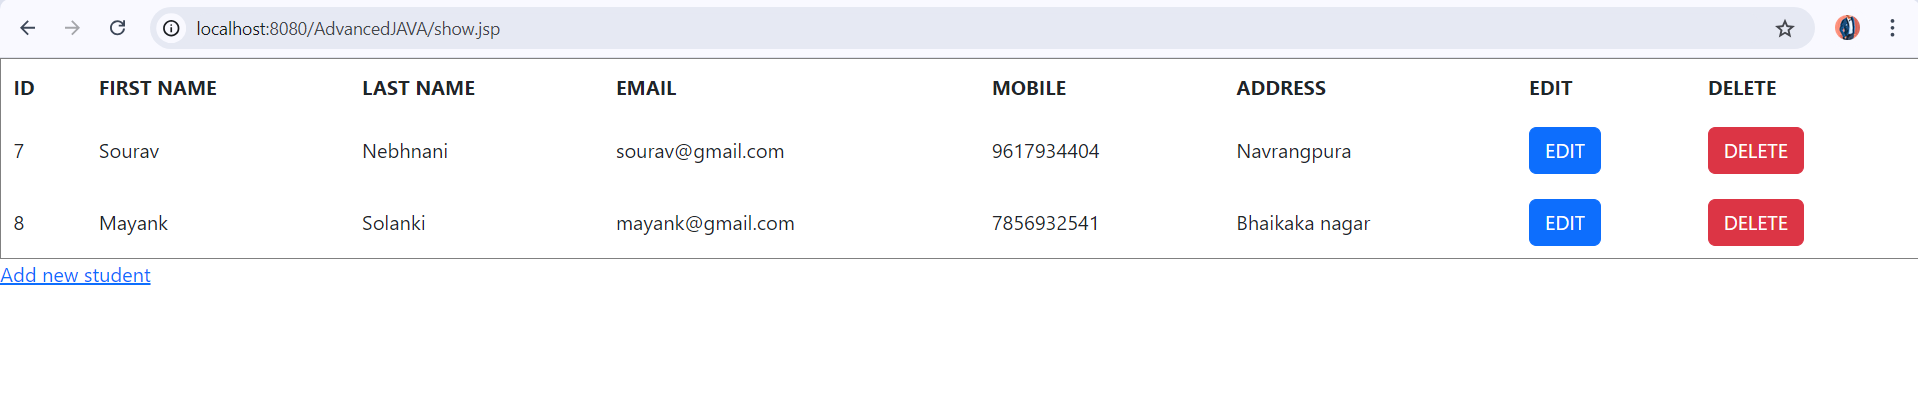 localhost:8080/AdvancedJAVA/show.jsp
ID FIRST NAME LAST NAME EMAIL MOBILE ADDRESS EDIT DELETE
7 Sourav Nebhnani sourav@gmail.com 9617934404 Navrangpura EDIT DELETE
8 Mayank Solanki mayank@gmail.com 7856932541 Bhaikaka nagar EDIT DELETE
Add new student